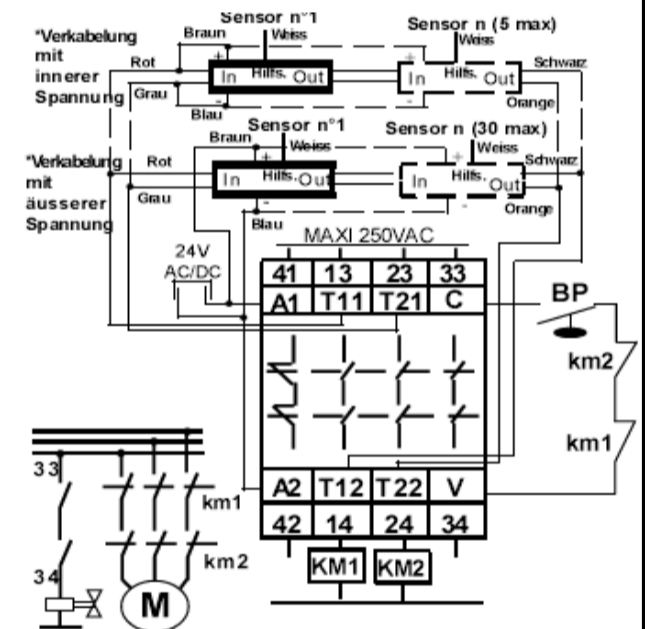 Sensor n°1
Sensor n (5 max)
*Verkabelung
mit
innerer
Spannung
Braun
Weiss
Weiss
Rot
+
+
Schwarz
In
Hilfs.
Out
In
Hilfs.
Out
Grau
-
-
Orange
Blau
Sensor n°1
Sensor n (30 max)
Braun
Weiss
Weiss
*Verkabelung
mit
äusserer
Spannung
Rot
+
+
Schwarz
In
Hilfs.
Out
In
Hilfs.
Out
Grau
-
-
Orange
Blau
MAXI 250VAC
24V
AC/DC
41 13 23 33
A1 T11 T21 C
BP
km2
km1
33
km1
A2 T12 T22 V
42 14 24 34
km2
KM1 KM2
34
M